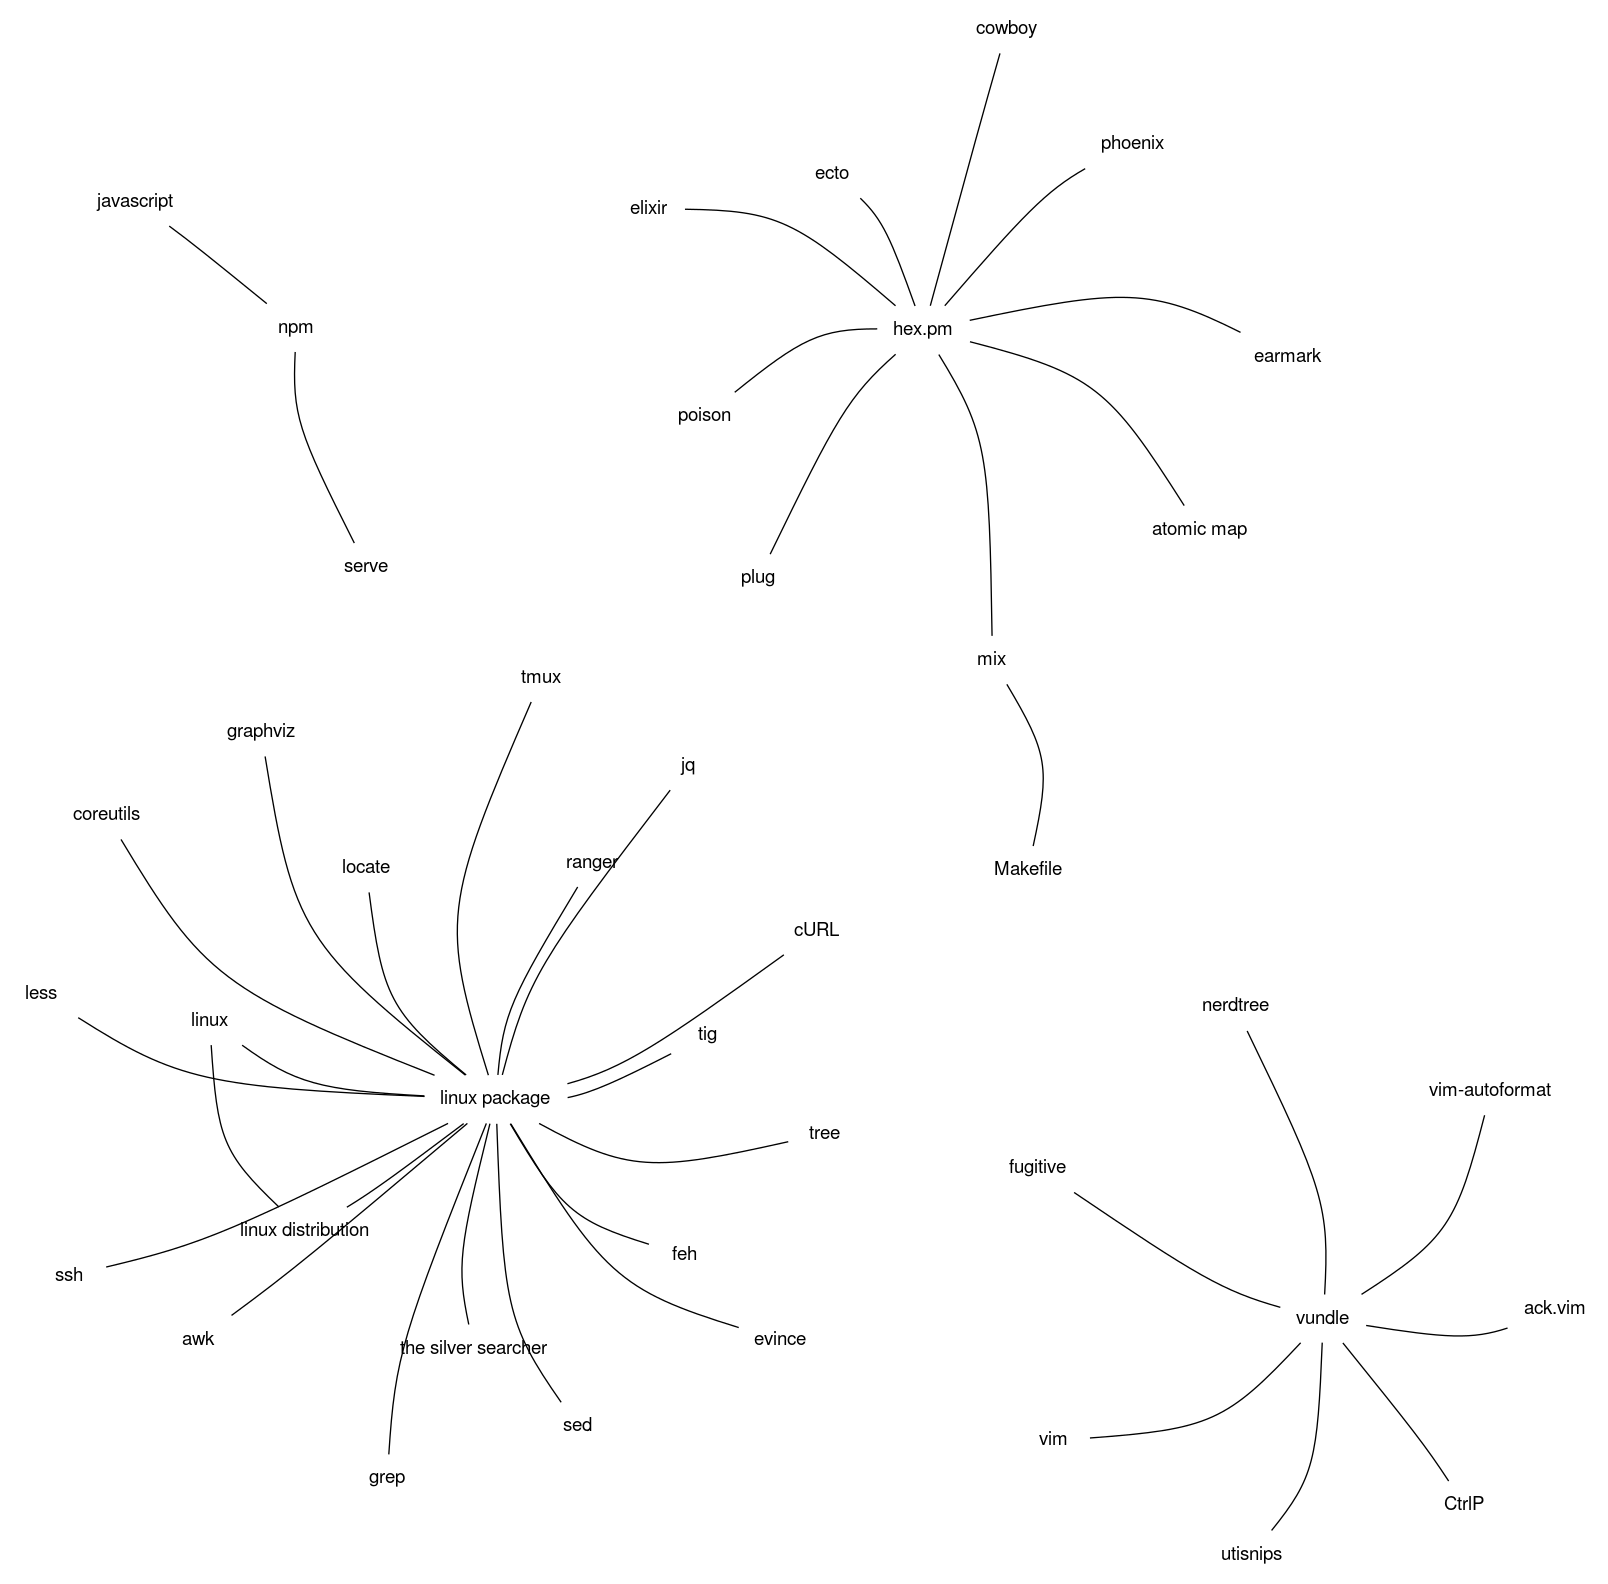 cowboy
phoenix
ecto
javascript
elixir
npm
hex.pm
earmark
poison
atomic map
serve
plug
mix
tmux
graphviz
jq
coreutils
locate
ranger
Makefile
cURL
less
nerdtree
linux
tig
vim-autoformat
linux package
tree
fugitive
linux distribution
feh
ssh
ack.vim
vundle
awk
evince
the silver searcher
sed
vim
grep
CtrlP
utisnips